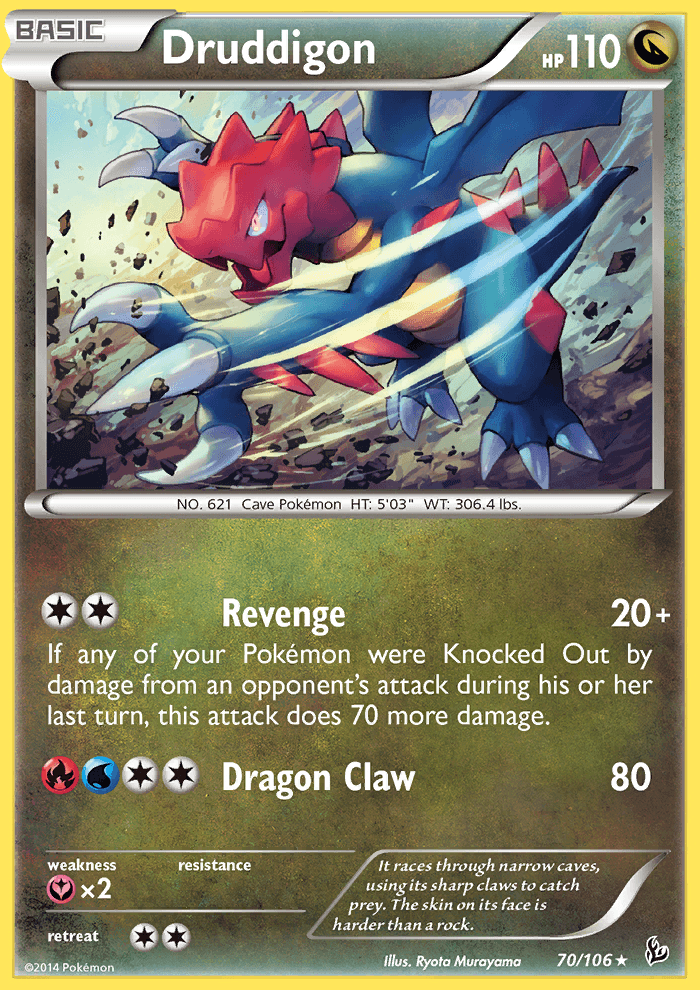 BASIC
Druddigon
HP110
NO. 621 Cave Pokémon HT: 5'03" WT: 306.4 lbs.
Revenge 20+
If any of your Pokémon were Knocked Out by
damage from an opponent's attack during his or her
last turn, this attack does 70 more damage.
Dragon Claw 80
weakness resistance
×2
It races through narrow caves,
using its sharp claws to catch
prey. The skin on its face is
harder than a rock.
retreat
©2014 Pokémon
Illus. Ryota Murayama 70/106 ★